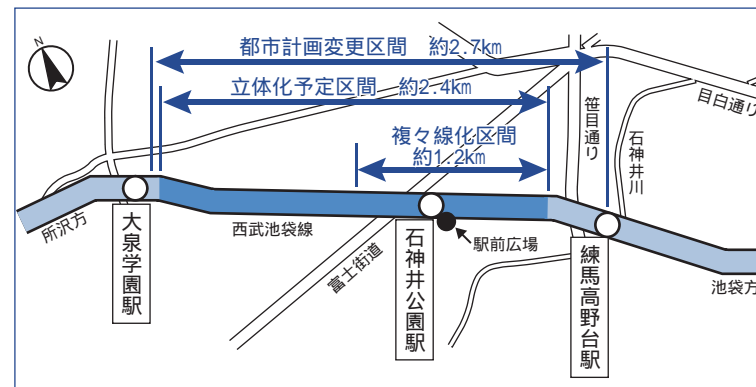 N
都市計画変更区間 約2.7km
立体化予定区間 約2.4km
複々線化区間
約1.2km
笹目通り
目白通り
石神井川
所沢方
大泉学園駅
西武池袋線
富士街道
石神井公園駅
駅前広場
練馬高野台駅
池袋方